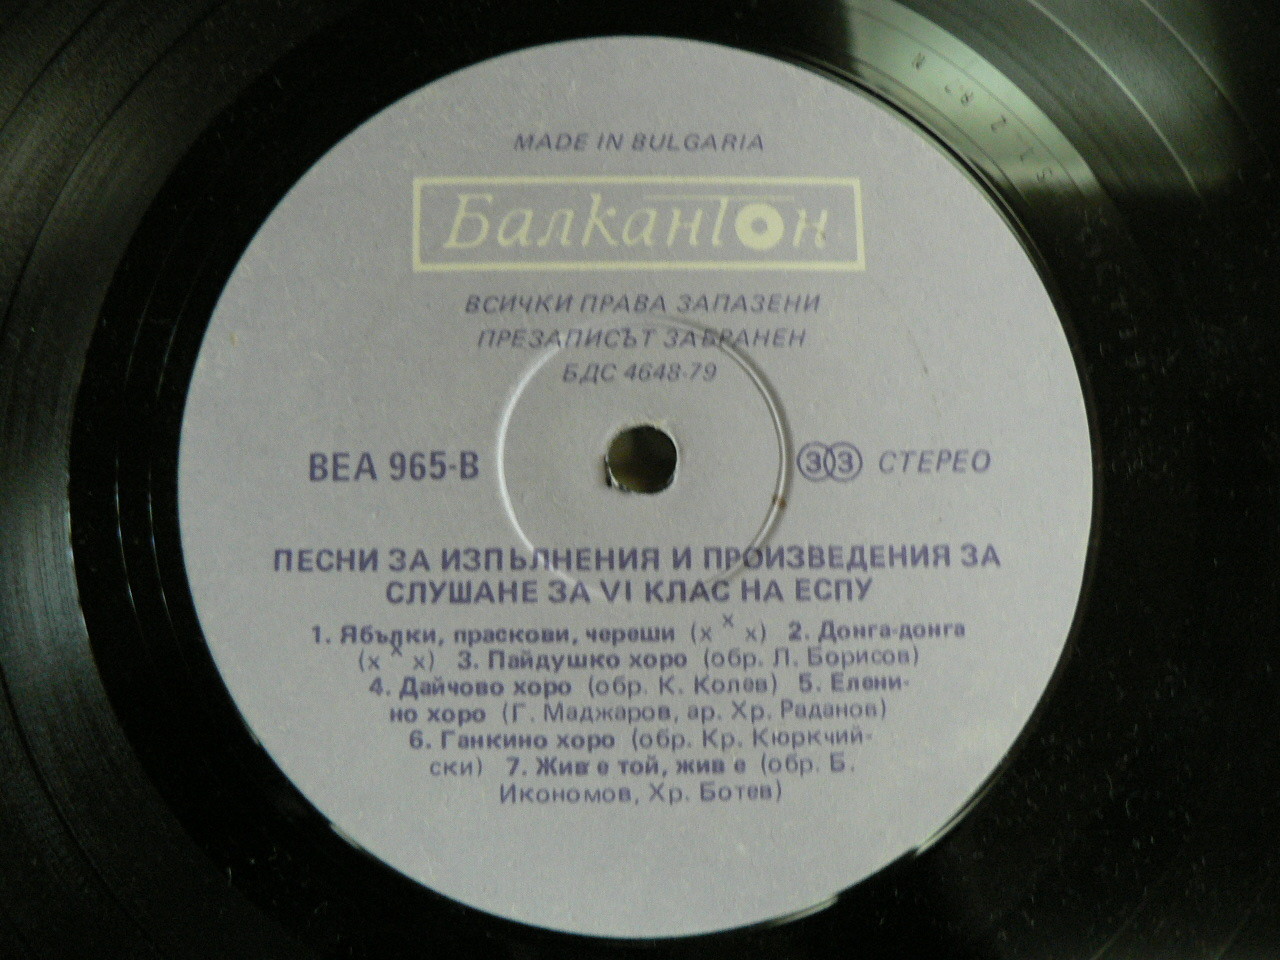 MADE IN BULGARIA
Балкантон
ВСИЧКИ ПРАВА ЗАПАЗЕНИ
ПРЕЗАПИСЪТ ЗАБРАНЕН
БДС 4648-79
ВЕА 965-В
33 СТЕРЕО
ПЕСНИ ЗА ИЗПЪЛНЕНИЯ И ПРОИЗВЕДЕНИЯ ЗА
СЛУШАНЕ ЗА VI КЛАС НА ЕСПУ
1. Ябълки, праскови, череши (х х х) 2. Донга-донга
(х х х) 3. Пайдушко хоро (обр. Л. Борисов)
4. Дайчово хоро (обр. К. Колев) 5. Елени-
но хоро (Г. Маджаров, ар. Хр. Раданов)
6. Ганкино хоро (обр. Кр. Кюркчий-
ски) 7. Жив е той, жив е (обр. Б.
Икономов, Хр. Ботев)